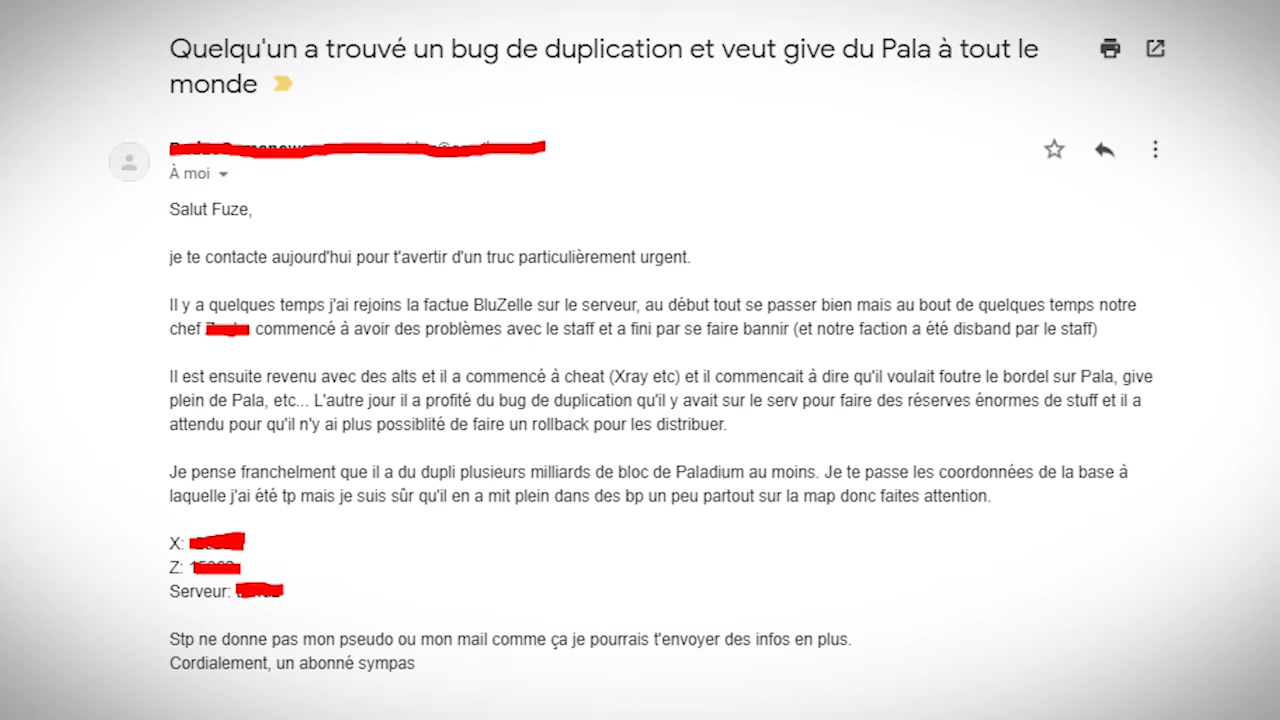 Quelqu'un a trouvé un bug de duplication et veut give du Pala à tout le
monde
À moi
Salut Fuze,
je te contacte aujourd'hui pour t'avertir d'un truc particulièrement urgent.
Il y a quelques temps j'ai rejoins la factue BluZelle sur le serveur, au début tout se passer bien mais au bout de quelques temps notre
chef commencé à avoir des problèmes avec le staff et a fini par se faire bannir (et notre faction a été disband par le staff)
Il est ensuite revenu avec des alts et il a commencé à cheat (Xray etc) et il commencait à dire qu'il voulait foutre le bordel sur Pala, give
plein de Pala, etc... L'autre jour il a profité du bug de duplication qu'il y avait sur le serv pour faire des réserves énormes de stuff et il a
attendu pour qu'il n'y ai plus possiblité de faire un rollback pour les distribuer.
Je pense franchelment que il a du dupli plusieurs milliards de bloc de Paladium au moins. Je te passe les coordonnées de la base à
laquelle j'ai été tp mais je suis sûr qu'il en a mit plein dans des bp un peu partout sur la map donc faites attention.
X:
Z:
Serveur:
Stp ne donne pas mon pseudo ou mon mail comme ça je pourrais t'envoyer des infos en plus.
Cordialement, un abonné sympas